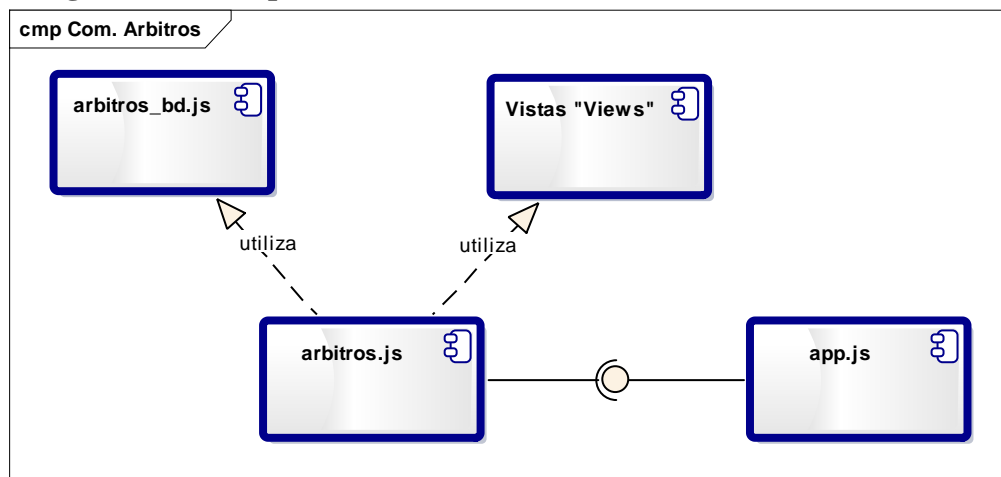 cmp Com. Arbitros
arbitros_bd.js
Vistas "Views"
utiliza
utiliza
arbitros.js
app.js